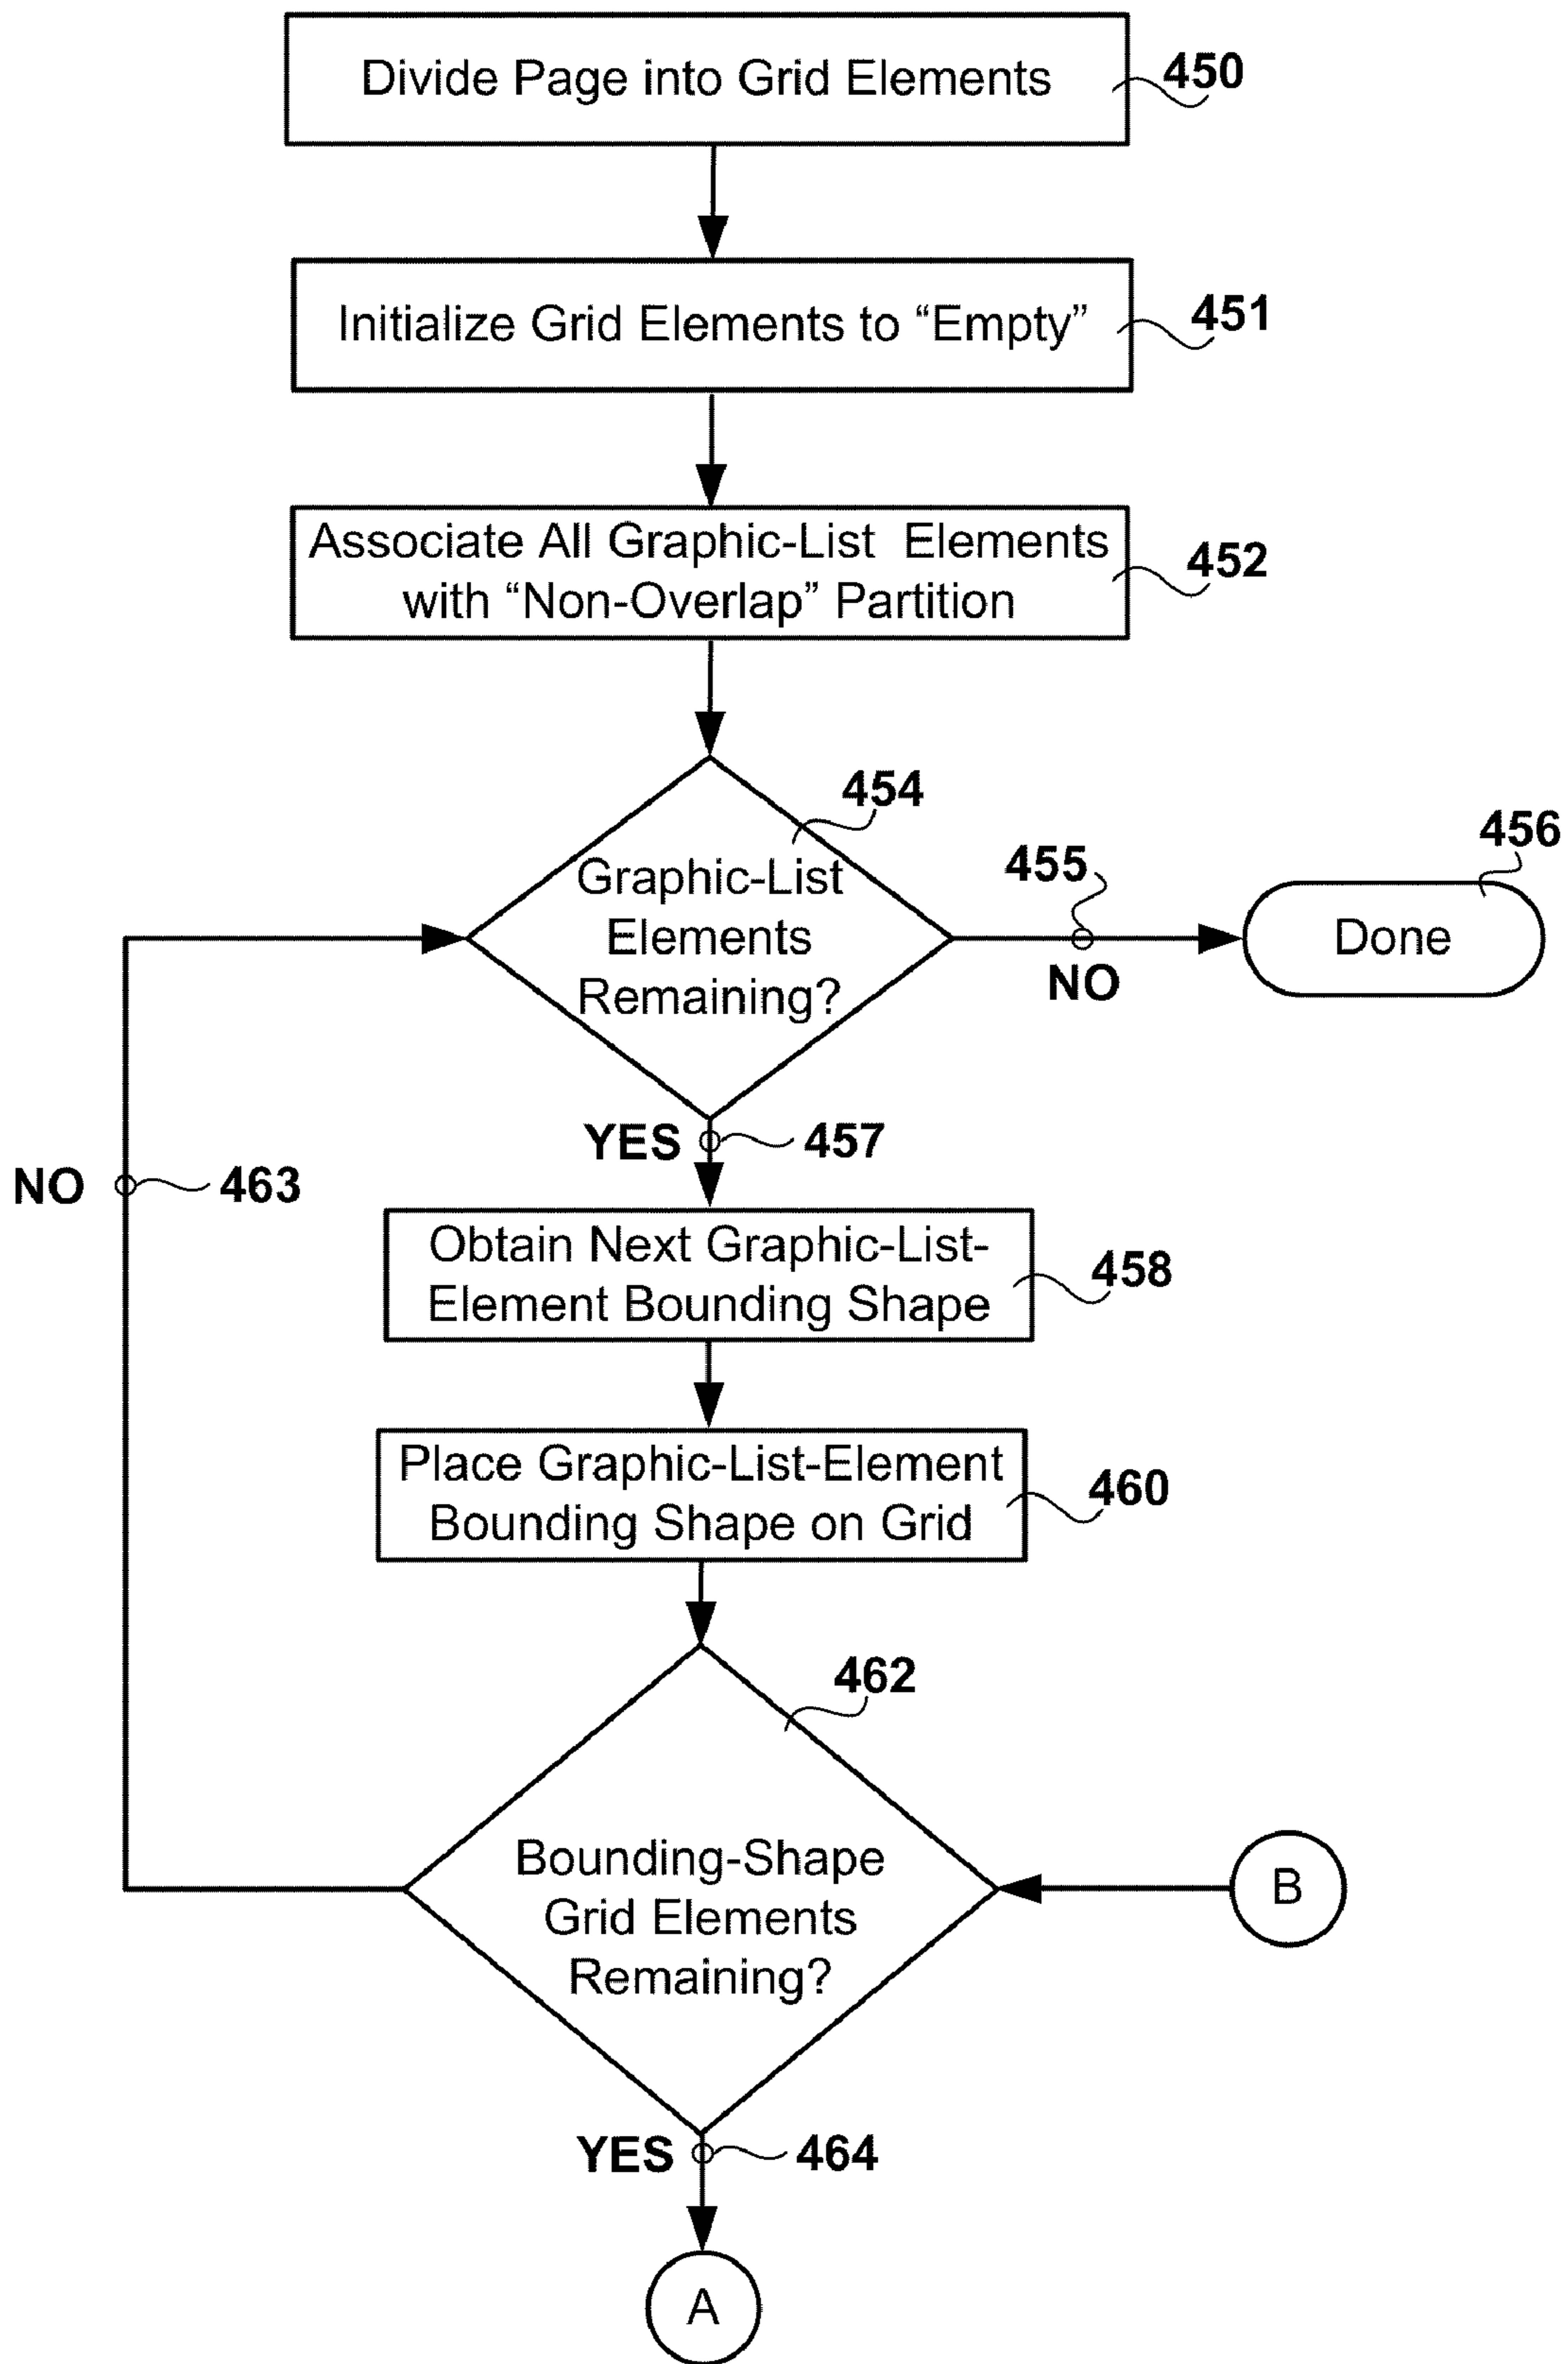 Divide Page into Grid Elements
450
Initialize Grid Elements to “Empty”
451
Associate All Graphic-List Elements
with “Non-Overlap” Partition
452
454
Graphic-List
Elements
Remaining?
455
NO
456
Done
YES
457
NO
463
Obtain Next Graphic-List-
Element Bounding Shape
458
Place Graphic-List-Element
Bounding Shape on Grid
460
462
Bounding-Shape
Grid Elements
Remaining?
B
YES
464
A